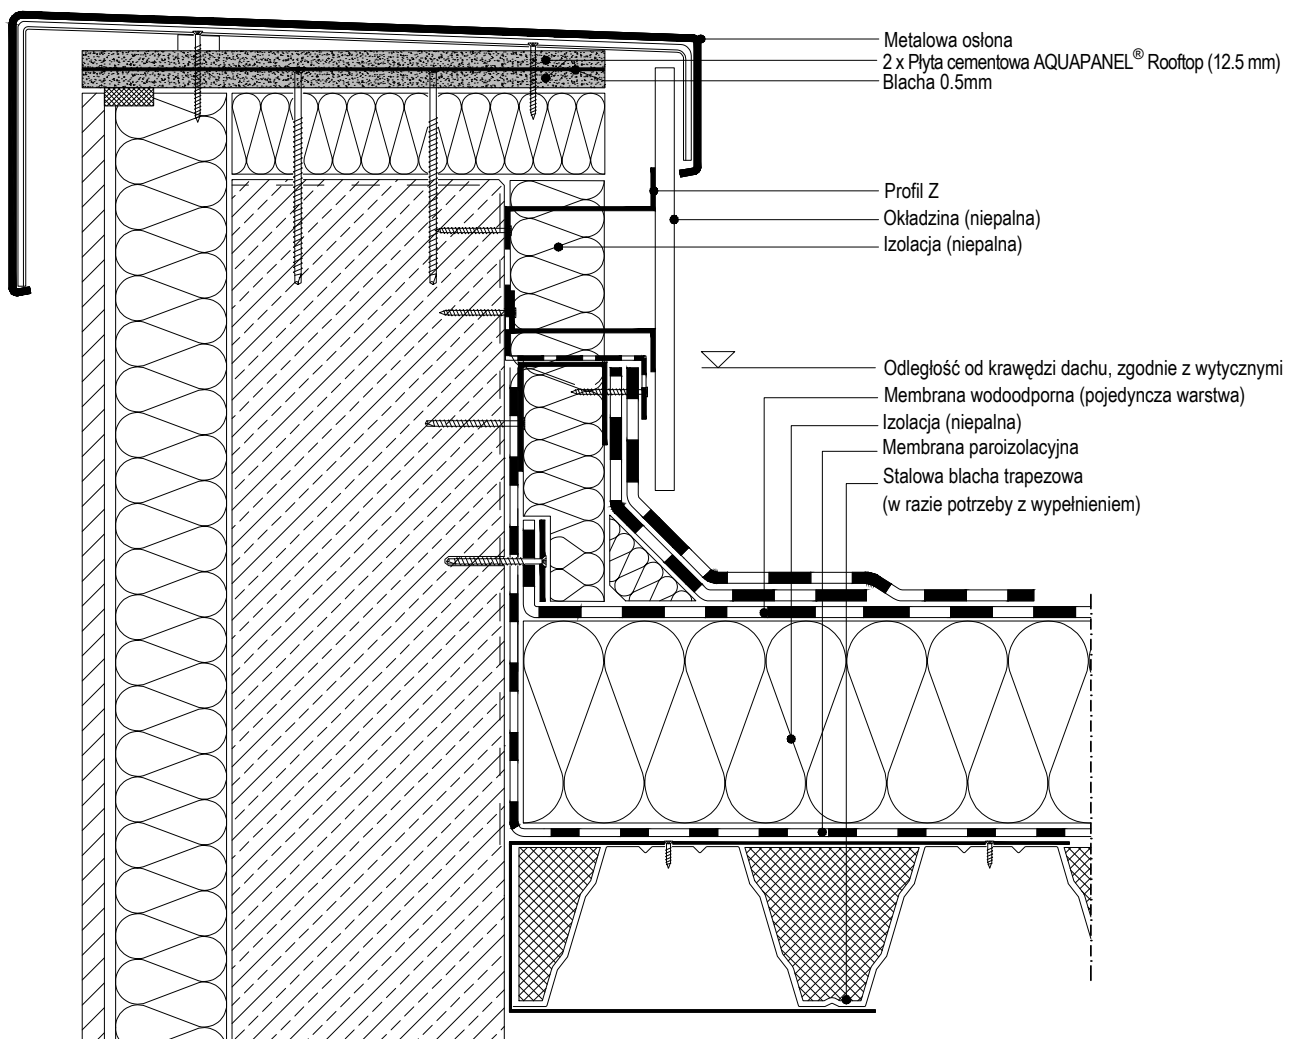 Metalowa osłona
2 x Płyta cementowa AQUAPANEL® Rooftop (12.5 mm)
Blacha 0.5mm
Profil Z
Okładzina (niepalna)
Izolacja (niepalna)
Odległość od krawędzi dachu, zgodnie z wytycznymi
Membrana wodoodporna (pojedyncza warstwa)
Izolacja (niepalna)
Membrana paroizolacyjna
Stalowa blacha trapezowa
(w razie potrzeby z wypełnieniem)